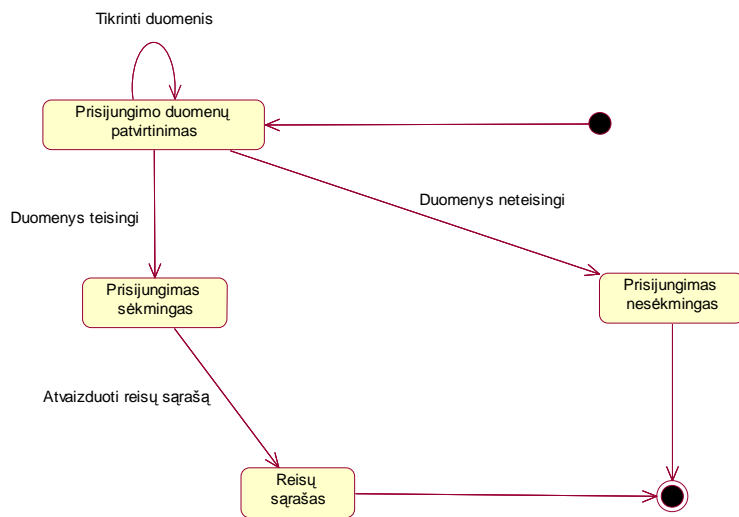 Tikrinti duomenis
Prisijungimo duomenų
patvirtinimas
Duomenys neteisingi
Duomenys teisingi
Prisijungimas
sėkmingas
Prisijungimas
nesėkmingas
Atvaizduoti reisų sąrašą
Reisų
sąrašas